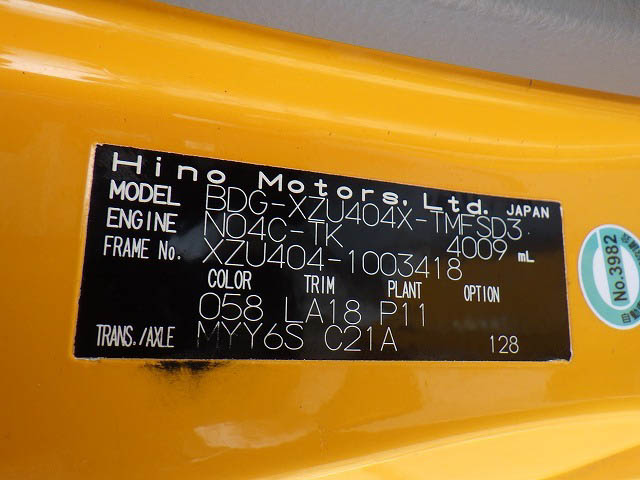 Hino Motors, Ltd. JAPAN
MODEL BDG-XZU404X-TMFSD3
ENGINE N04C-TK 4009 mL
FRAME No. XZU404-1003418
COLOR TRIM PLANT OPTION
058 LA18 P11
TRANS./AXLE MYY6S C21A 128
No.3982